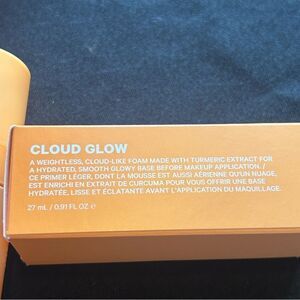 CLOUD GLOW
A WEIGHTLESS, CLOUD-LIKE FOAM MADE WITH TURMERIC EXTRACT FOR
A HYDRATED, SMOOTH GLOWY BASE BEFORE MAKEUP APPLICATION. /
CE PRIMER LÉGER, DONT LA MOUSSE EST AUSSI AÉRIENNE QU'UN NUAGE,
EST ENRICHI EN EXTRAIT DE CURCUMA POUR VOUS OFFRIR UNE BASE
HYDRATÉE, LISSE ET ÉCLATANTE AVANT L'APPLICATION DU MAQUILLAGE.
27 mL / 0.91 FL OZ ℮